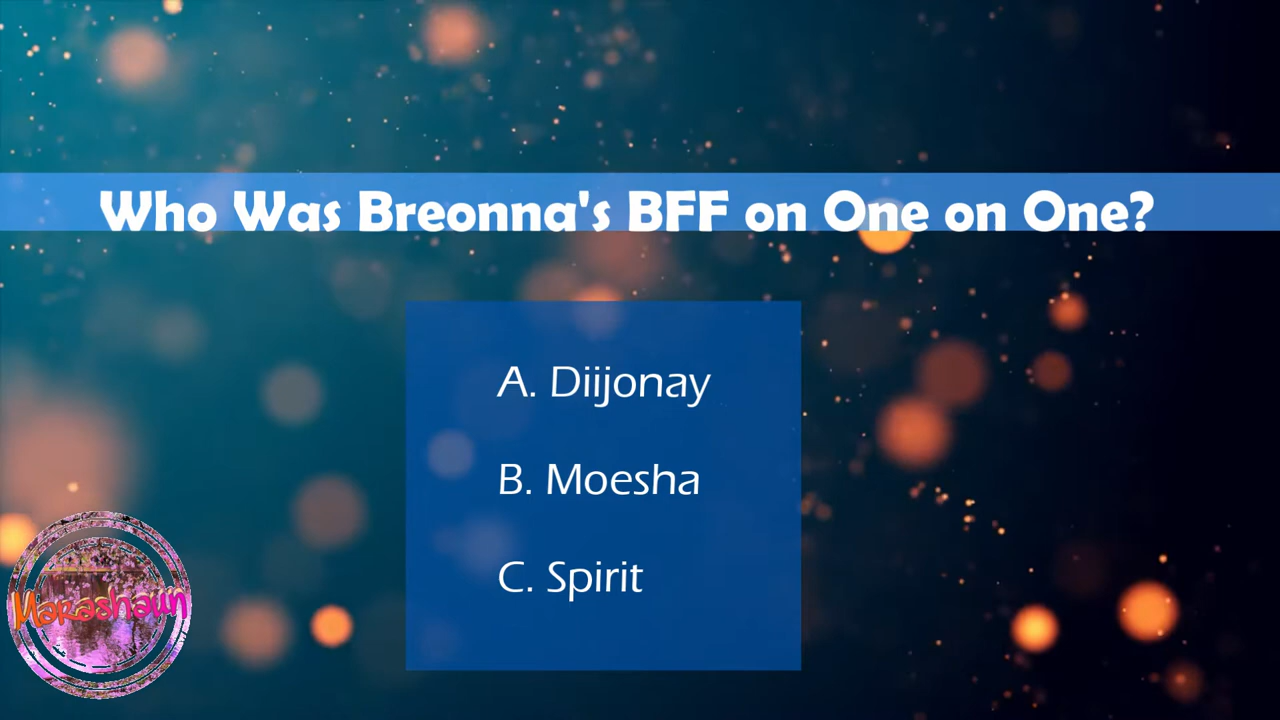 Who Was Breonna's BFF on One on One?
A. Diijonay
B. Moesha
C. Spirit
Marashaun